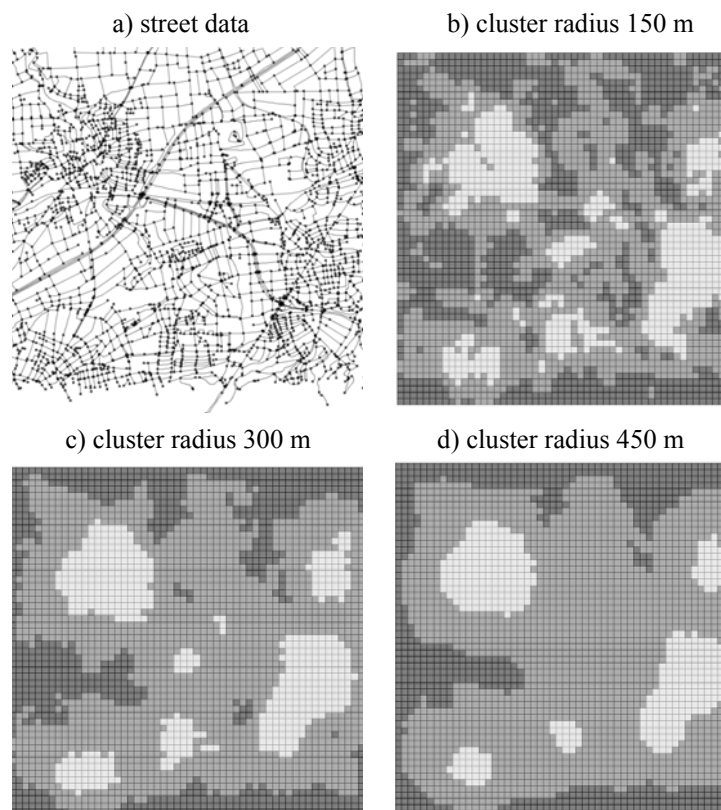 a) street data
b) cluster radius 150 m
c) cluster radius 300 m
d) cluster radius 450 m